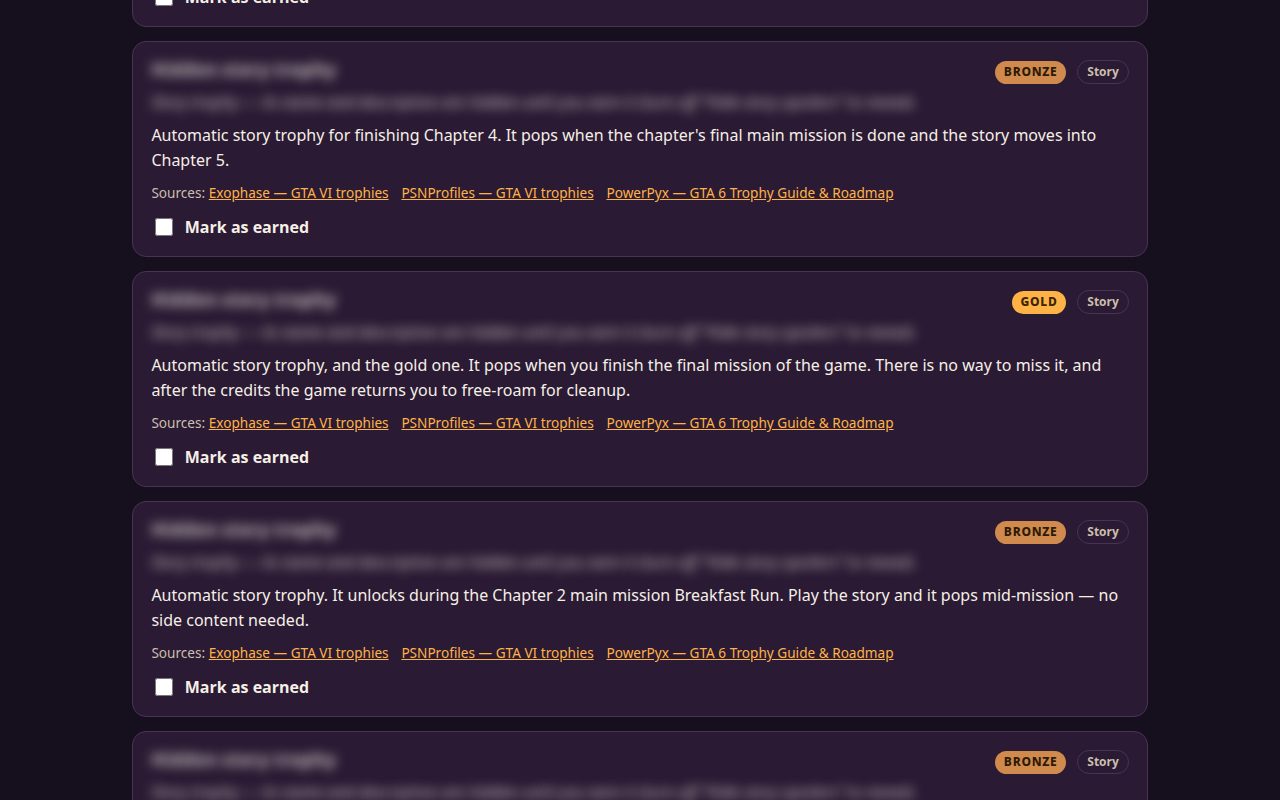 Mark as earned
BRONZE
Story
Automatic story trophy for finishing Chapter 4. It pops when the chapter's final main mission is done and the story moves into
Chapter 5.
Sources: Exophase — GTA VI trophies PSNProfiles — GTA VI trophies PowerPyx — GTA 6 Trophy Guide & Roadmap
Mark as earned
GOLD
Story
Automatic story trophy, and the gold one. It pops when you finish the final mission of the game. There is no way to miss it, and
after the credits the game returns you to free-roam for cleanup.
Sources: Exophase — GTA VI trophies PSNProfiles — GTA VI trophies PowerPyx — GTA 6 Trophy Guide & Roadmap
Mark as earned
BRONZE
Story
Automatic story trophy. It unlocks during the Chapter 2 main mission Breakfast Run. Play the story and it pops mid-mission — no
side content needed.
Sources: Exophase — GTA VI trophies PSNProfiles — GTA VI trophies PowerPyx — GTA 6 Trophy Guide & Roadmap
Mark as earned
BRONZE
Story